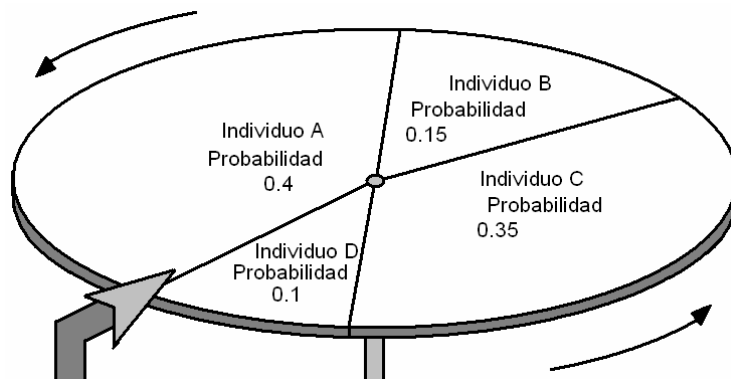 Individuo A
Probabilidad
0.4
Individuo B
Probabilidad
0.15
Individuo C
Probabilidad
0.35
Individuo D
Probabilidad
0.1